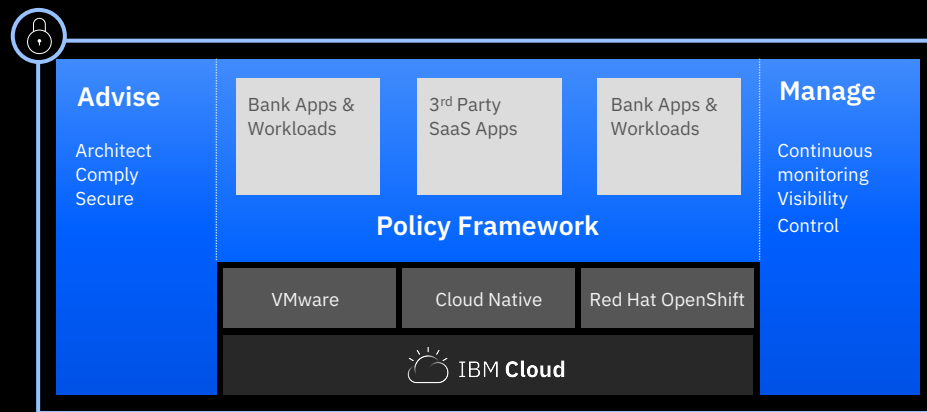 Advise
Architect
Comply
Secure
Bank Apps &
Workloads
3rd Party
SaaS Apps
Bank Apps &
Workloads
Policy Framework
Manage
Continuous
monitoring
Visibility
Control
VMware
Cloud Native
Red Hat OpenShift
IBM Cloud